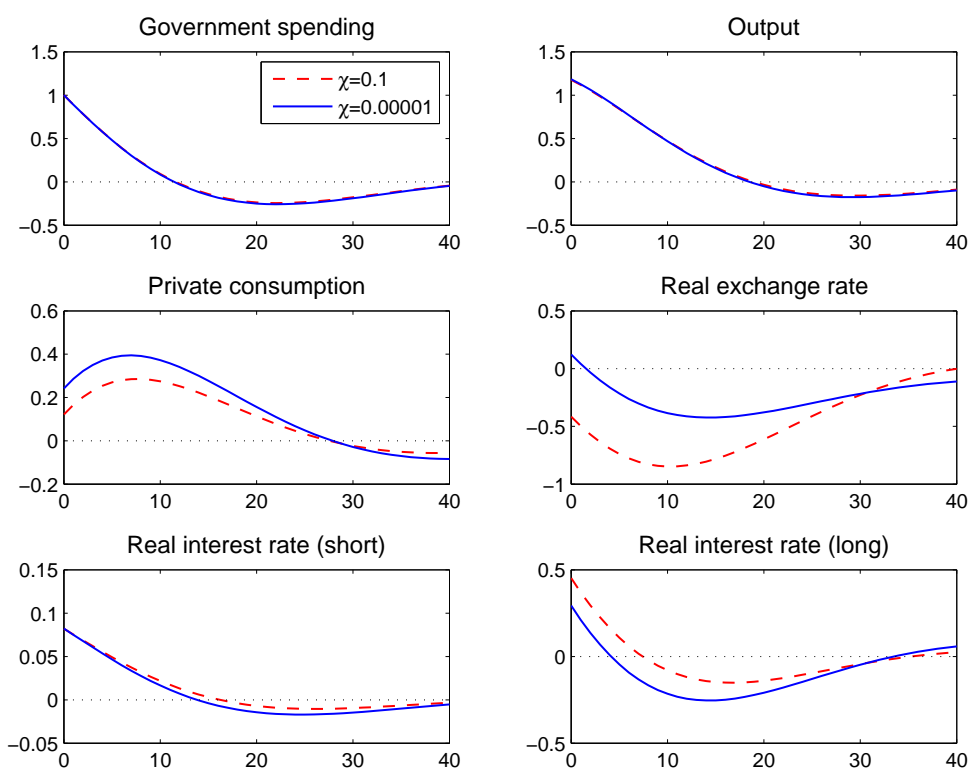 Government spending
1.5
1
0.5
0
−0.5
0 10 20 30 40
χ=0.1
χ=0.00001
Output
1.5
1
0.5
0
−0.5
0 10 20 30 40
Private consumption
0.6
0.4
0.2
0
−0.2
0 10 20 30 40
Real exchange rate
0.5
0
−0.5
−1
0 10 20 30 40
Real interest rate (short)
0.15
0.1
0.05
0
−0.05
0 10 20 30 40
Real interest rate (long)
0.5
0
−0.5
0 10 20 30 40